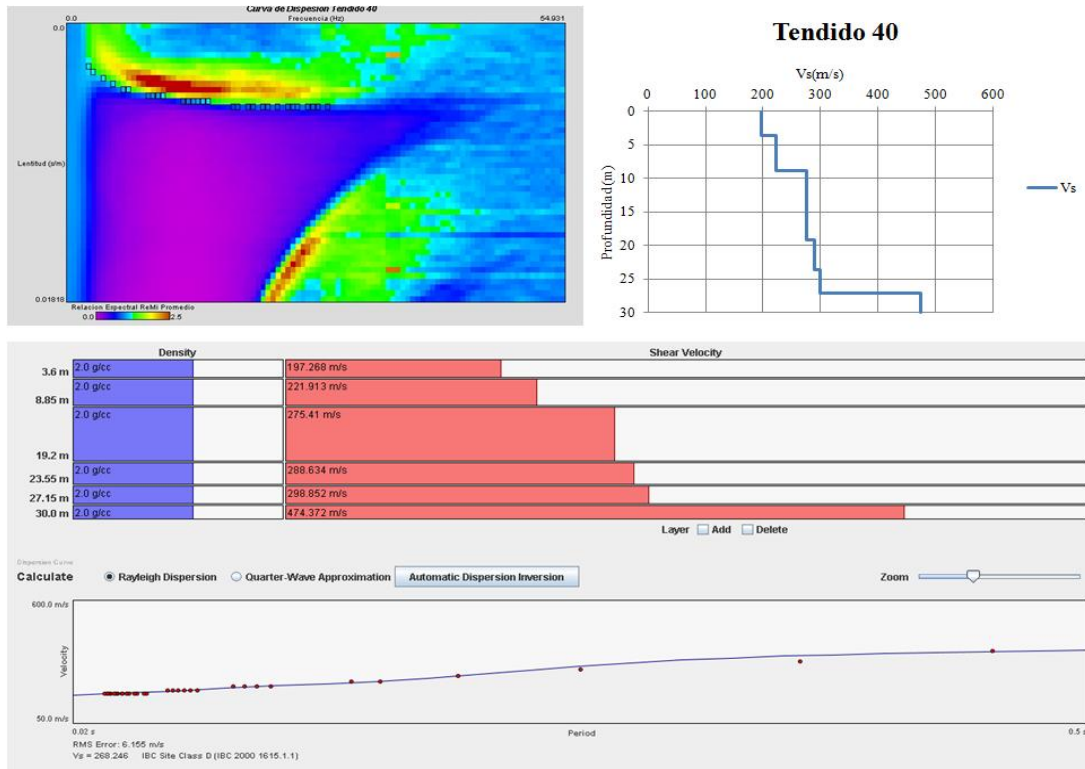 Curva de Dispesión Tendido 40
0.0 Frecuencia (Hz) 54.931
0.0
Lentitud (s/m)
0.01818
Relacion Espectral ReMi Promedio
0.0 2.5
Tendido 40
Vs(m/s)
0 100 200 300 400 500 600
0
5
10
15
20
25
30
Profundidad(m)
Vs
Density Shear Velocity
3.6 m 2.0 g/cc 197.268 m/s
8.85 m 2.0 g/cc 221.913 m/s
19.2 m 2.0 g/cc 275.41 m/s
23.55 m 2.0 g/cc 288.634 m/s
27.15 m 2.0 g/cc 298.852 m/s
30.0 m 2.0 g/cc 474.372 m/s
Layer Add Delete
Dispersion Curve
Calculate Rayleigh Dispersion Quarter-Wave Approximation Automatic Dispersion Inversion Zoom
600.0 m/s
Velocity
50.0 m/s
0.02 s Period 0.5 s
RMS Error: 6.155 m/s
Vs = 268.246 IBC Site Class D (IBC 2000 1615.1.1)